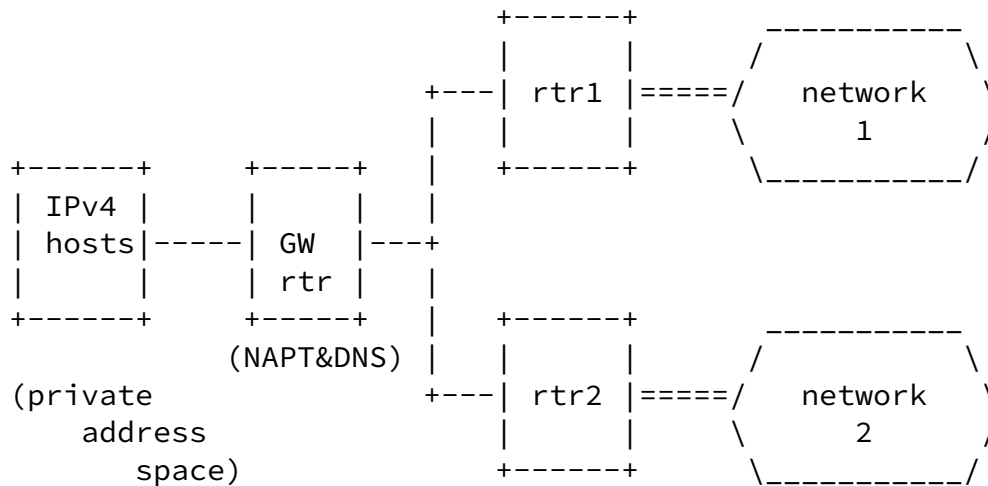 rtr1
network
1
IPv4
hosts
GW
rtr
(NAPT&DNS)
rtr2
network
2
(private
address
space)